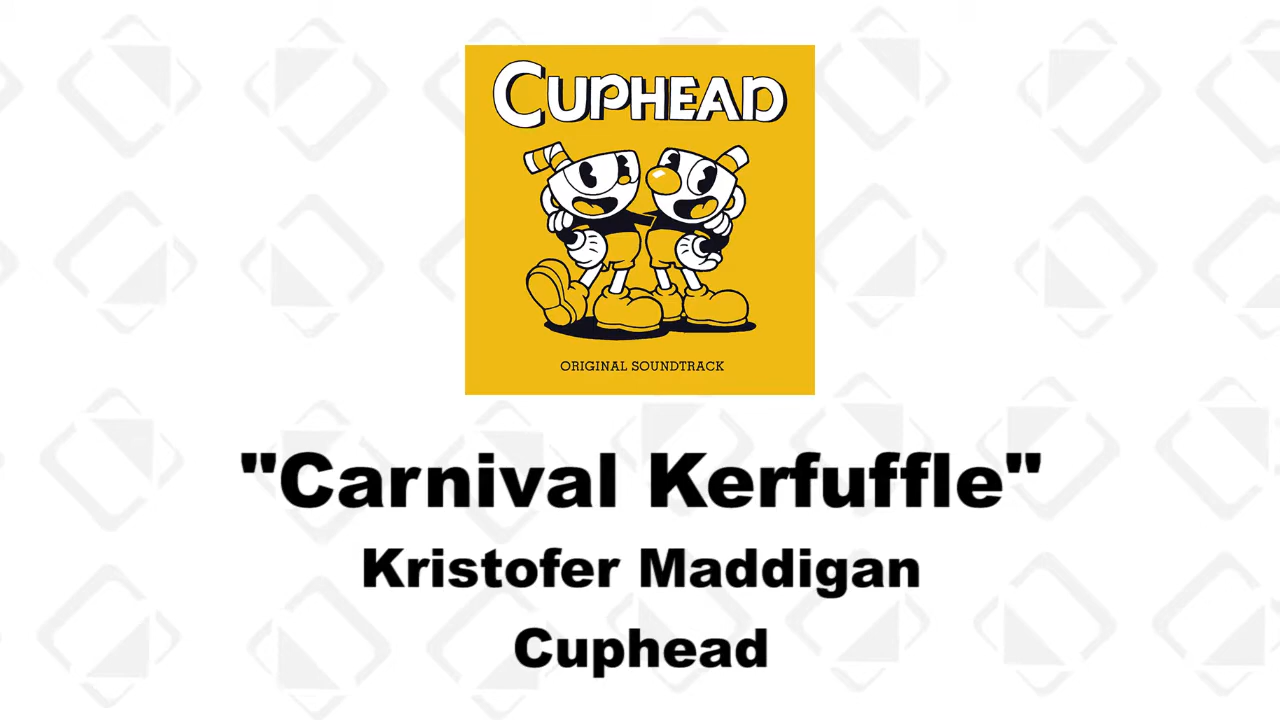 CUPHEAD
ORIGINAL SOUNDTRACK
"Carnival Kerfuffle"
Kristofer Maddigan
Cuphead